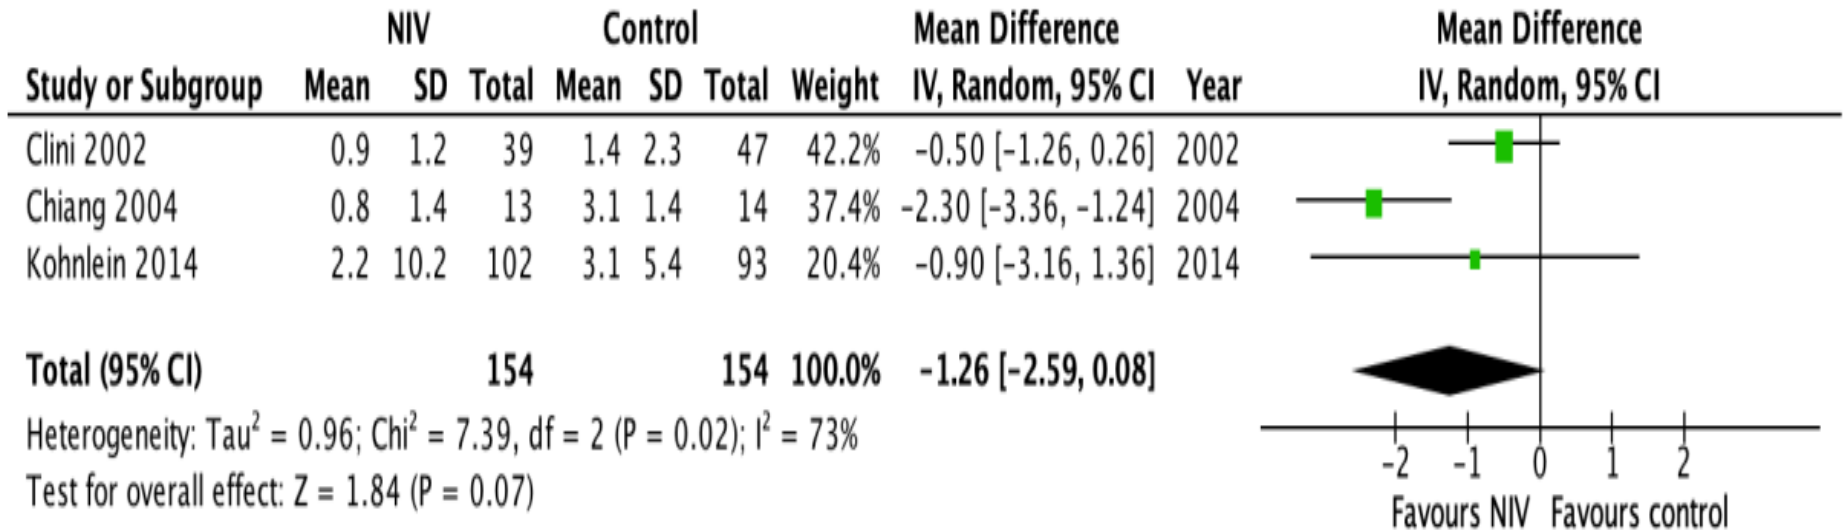 NIV Control Mean Difference Mean Difference
Study or Subgroup Mean SD Total Mean SD Total Weight IV, Random, 95% CI Year IV, Random, 95% CI
Clini 2002 0.9 1.2 39 1.4 2.3 47 42.2% −0.50 [−1.26, 0.26] 2002
Chiang 2004 0.8 1.4 13 3.1 1.4 14 37.4% −2.30 [−3.36, −1.24] 2004
Kohnlein 2014 2.2 10.2 102 3.1 5.4 93 20.4% −0.90 [−3.16, 1.36] 2014
Total (95% CI) 154 154 100.0% −1.26 [−2.59, 0.08]
Heterogeneity: Tau² = 0.96; Chi² = 7.39, df = 2 (P = 0.02); I² = 73%
Test for overall effect: Z = 1.84 (P = 0.07)
−2 −1 0 1 2
Favours NIV Favours control